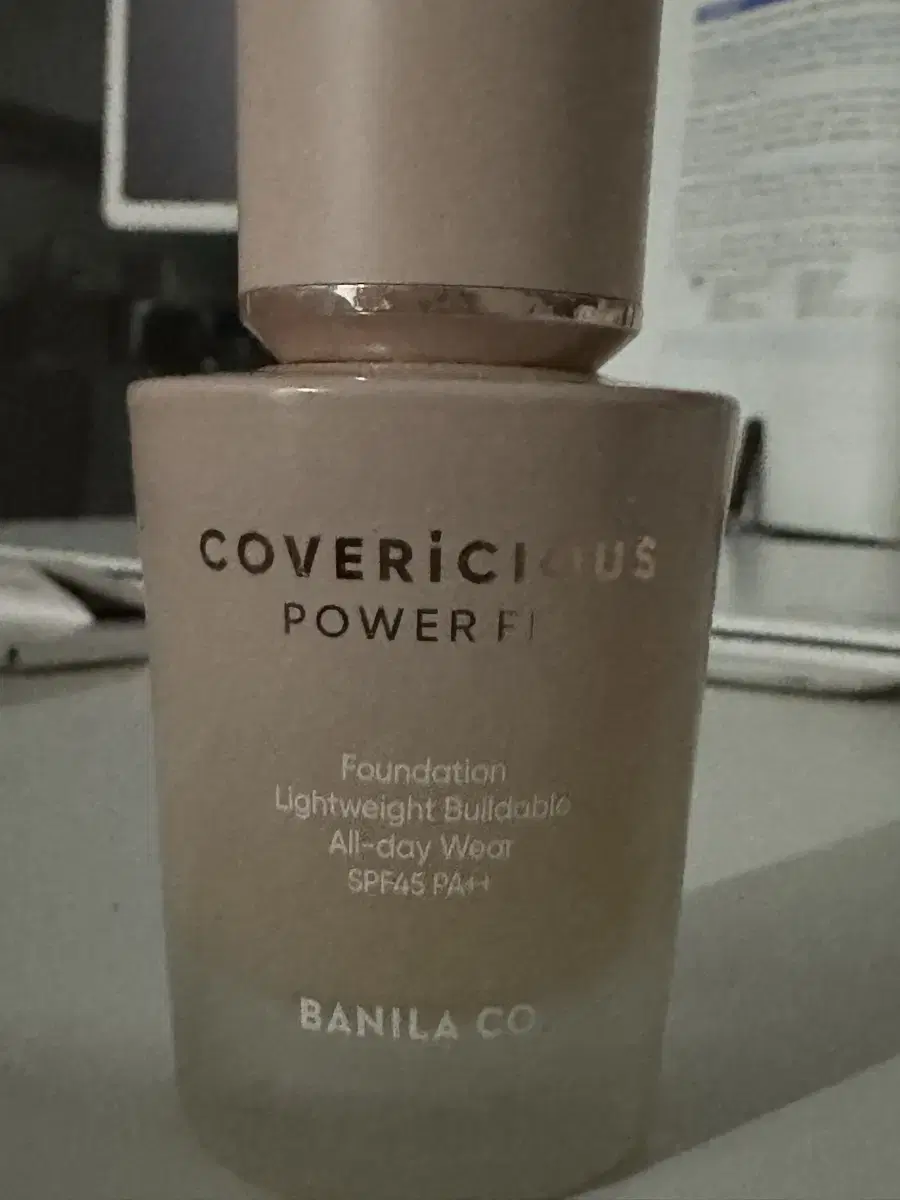 COVERiCIOUS
POWER FI
Foundation
Lightweight Buildable
All-day Wear
SPF45 PA++
BANILA CO